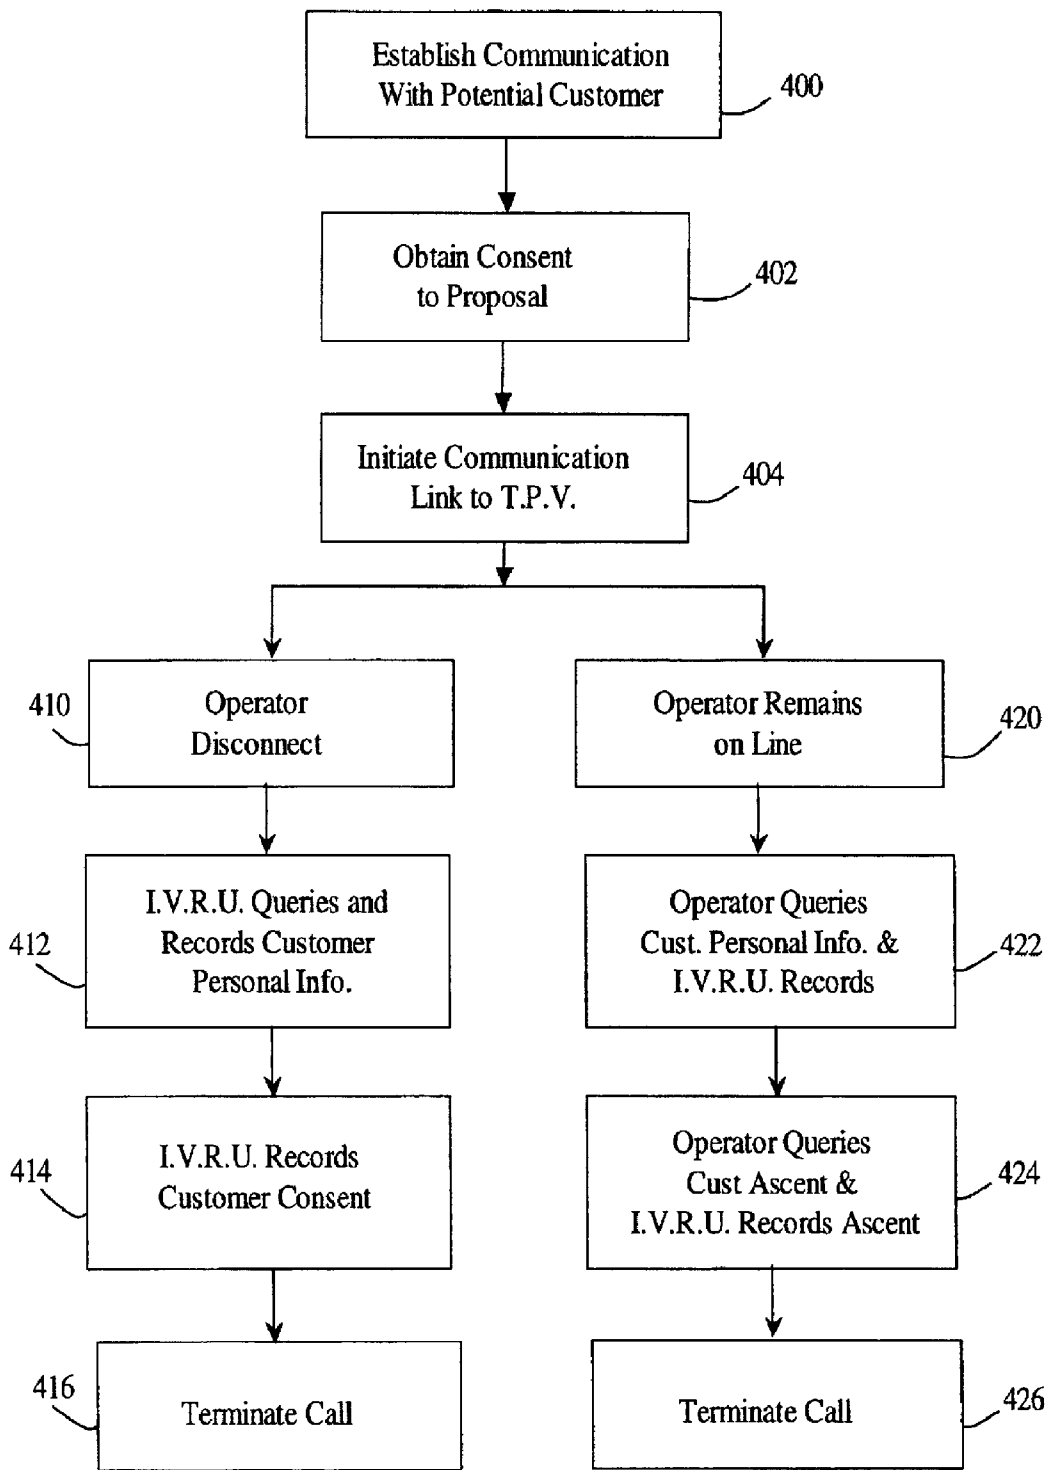 Establish Communication
With Potential Customer
400
Obtain Consent
to Proposal
402
Initiate Communication
Link to T.P.V.
404
410
Operator
Disconnect
Operator Remains
on Line
420
412
I.V.R.U. Queries and
Records Customer
Personal Info.
Operator Queries
Cust. Personal Info. &
I.V.R.U. Records
422
414
I.V.R.U. Records
Customer Consent
Operator Queries
Cust Ascent &
I.V.R.U. Records Ascent
424
416
Terminate Call
Terminate Call
426